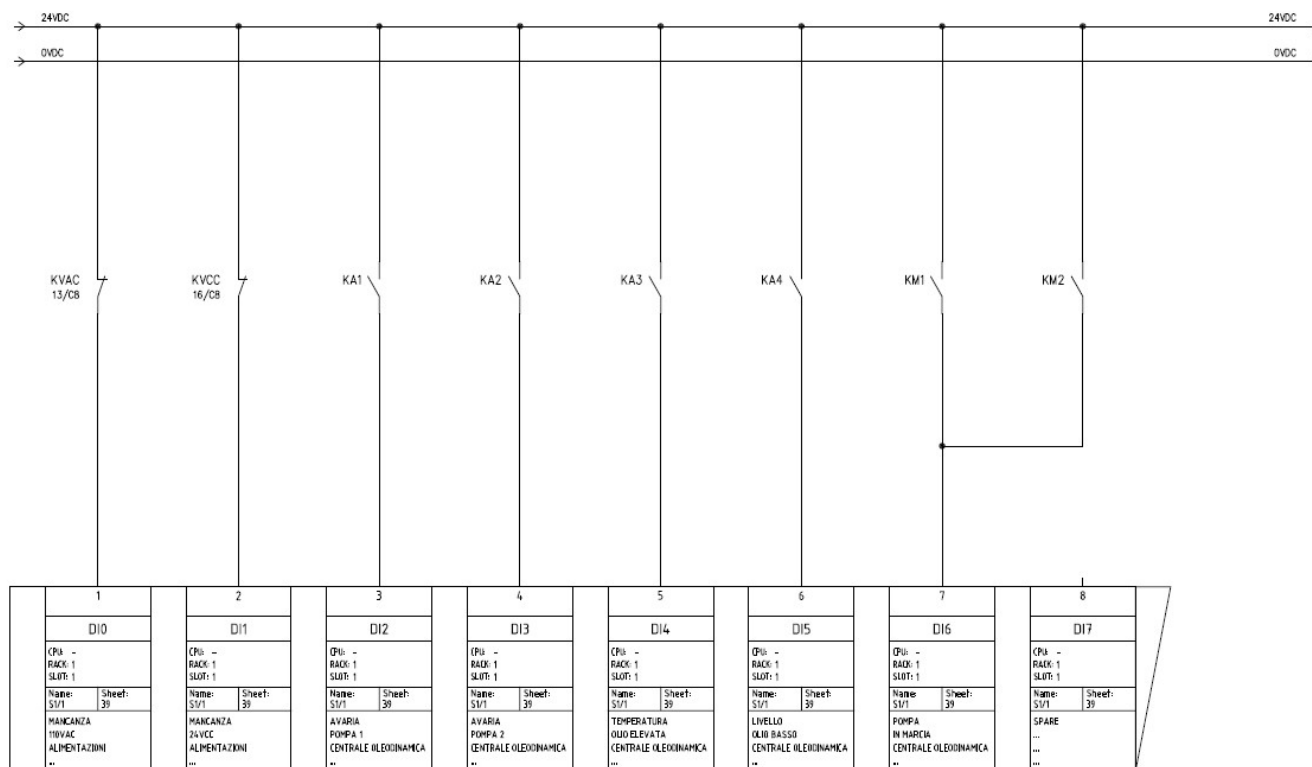 24VDC 24VDC
0VDC 0VDC
KVAC KVCC KA1 KA2 KA3 KA4 KM1 KM2
13/C8 16/C8
1 2 3 4 5 6 7 8
DI0 DI1 DI2 DI3 DI4 DI5 DI6 DI7
CPU: - CPU: - CPU: - CPU: - CPU: - CPU: - CPU: - CPU: -
RACK: 1 RACK: 1 RACK: 1 RACK: 1 RACK: 1 RACK: 1 RACK: 1 RACK: 1
SLOT: 1 SLOT: 1 SLOT: 1 SLOT: 1 SLOT: 1 SLOT: 1 SLOT: 1 SLOT: 1
Name: Sheet: Name: Sheet: Name: Sheet: Name: Sheet: Name: Sheet: Name: Sheet: Name: Sheet: Name: Sheet:
S1/1 39 S1/1 39 S1/1 39 S1/1 39 S1/1 39 S1/1 39 S1/1 39 S1/1 39
MANCANZA MANCANZA AVARIA AVARIA TEMPERATURA LIVELLO POMPA SPARE
110VAC 24VCC POMPA 1 POMPA 2 OLIO ELEVATA OLIO BASSO IN MARCIA ...
ALIMENTAZIONI ALIMENTAZIONI CENTRALE OLEODINAMICA CENTRALE OLEODINAMICA CENTRALE OLEODINAMICA CENTRALE OLEODINAMICA CENTRALE OLEODINAMICA ...
... ... ... ... ... ... ... ...